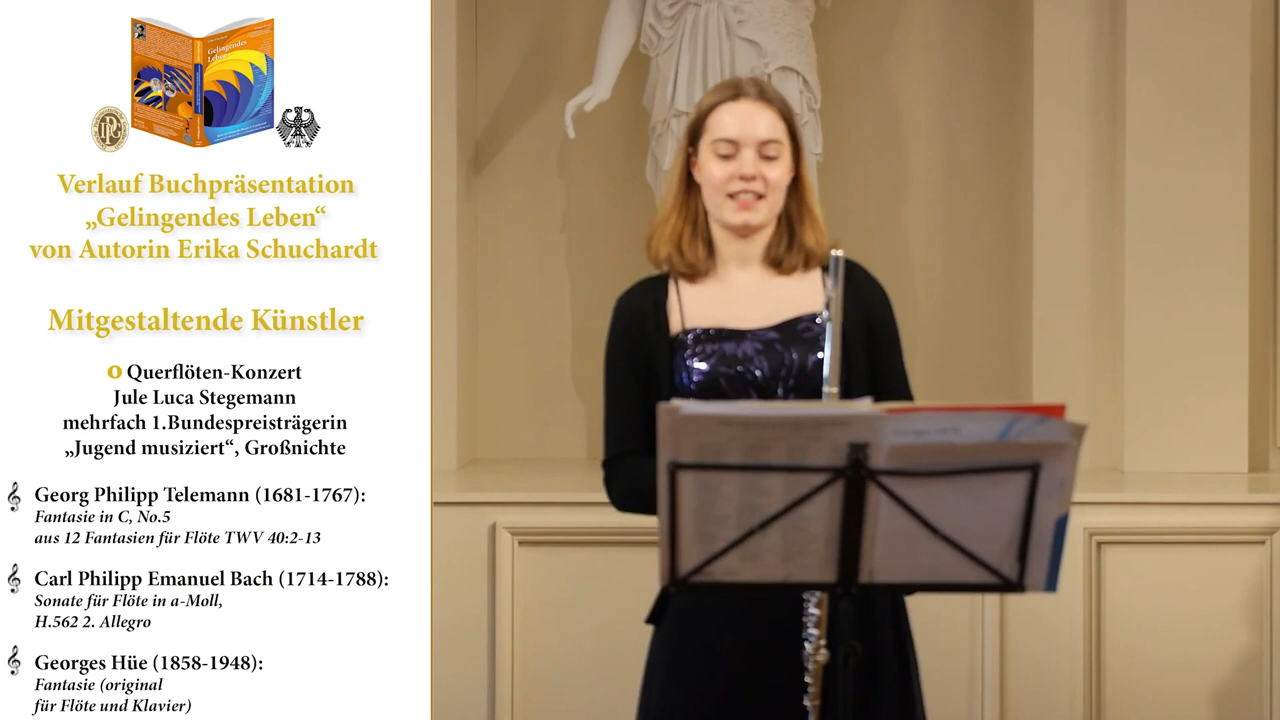 Gelingendes
Leben
Verlauf Buchpräsentation
„Gelingendes Leben“
von Autorin Erika Schuchardt
Mitgestaltende Künstler
o Querflöten-Konzert
Jule Luca Stegemann
mehrfach 1.Bundespreisträgerin
„Jugend musiziert“, Großnichte
Georg Philipp Telemann (1681-1767):
Fantasie in C, No.5
aus 12 Fantasien für Flöte TWV 40:2-13
Carl Philipp Emanuel Bach (1714-1788):
Sonate für Flöte in a-Moll,
H.562 2. Allegro
Georges Hüe (1858-1948):
Fantasie (original
für Flöte und Klavier)